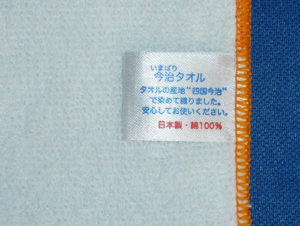 いまばり
今治タオル
タオルの産地“四国今治”
で染めて織りました。
安心してお使いください。
日本製・綿100%